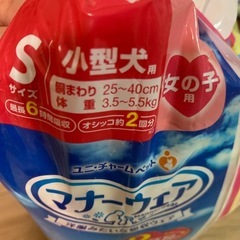 S
サイズ
小型犬用
胴まわり 25~40cm
体重 3.5~5.5kg
女の子用
最長6時間吸収
オシッコ約2回分
ユニ・チャーム ペット
マナーウェア